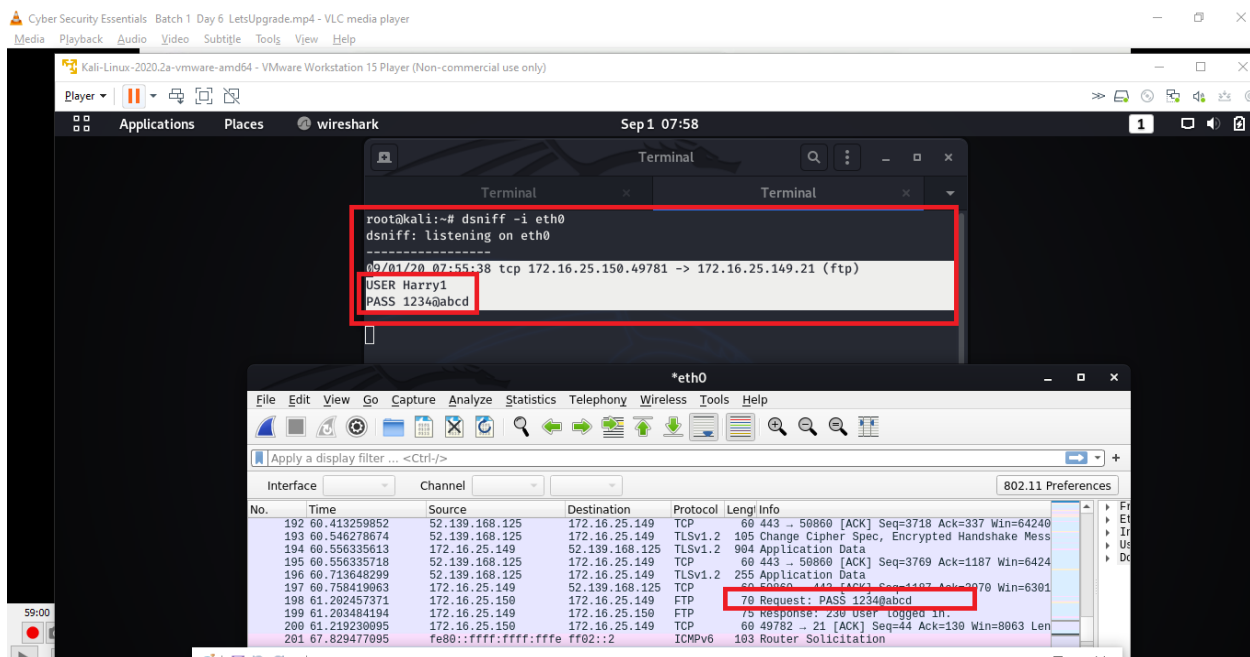 Cyber Security Essentials Batch 1 Day 6 LetsUpgrade.mp4 - VLC media player
Media Playback Audio Video Subtitle Tools View Help
Kali-Linux-2020.2a-vmware-amd64 - VMware Workstation 15 Player (Non-commercial use only)
Player
Applications Places wireshark Sep 1 07:58 1
Terminal
Terminal Terminal
root@kali:~# dsniff -i eth0
dsniff: listening on eth0
-----------------
09/01/20 07:55:38 tcp 172.16.25.150.49781 -> 172.16.25.149.21 (ftp)
USER Harry1
PASS 1234@abcd
*eth0
File Edit View Go Capture Analyze Statistics Telephony Wireless Tools Help
Apply a display filter ... <Ctrl-/> +
Interface Channel 802.11 Preferences
No. Time Source Destination Protocol Lengt Info
192 60.413259852 52.139.168.125 172.16.25.149 TCP 60 443 → 50860 [ACK] Seq=3718 Ack=337 Win=64240
193 60.546278674 52.139.168.125 172.16.25.149 TLSv1.2 105 Change Cipher Spec, Encrypted Handshake Mess
194 60.556335613 172.16.25.149 52.139.168.125 TLSv1.2 904 Application Data
195 60.556335718 52.139.168.125 172.16.25.149 TCP 60 443 → 50860 [ACK] Seq=3769 Ack=1187 Win=6424
196 60.713648299 52.139.168.125 172.16.25.149 TLSv1.2 255 Application Data
197 60.758419063 172.16.25.149 52.139.168.125 TCP 60 50860 → 443 [ACK] Seq=1187 Ack=3970 Win=6301
198 61.202457371 172.16.25.150 172.16.25.149 FTP 70 Request: PASS 1234@abcd
199 61.203484194 172.16.25.149 172.16.25.150 FTP 75 Response: 230 User logged in.
200 61.219230095 172.16.25.150 172.16.25.149 TCP 60 49782 → 21 [ACK] Seq=44 Ack=130 Win=8063 Len
201 67.829477095 fe80::ffff:ffff:fffe ff02::2 ICMPv6 103 Router Solicitation
59:00